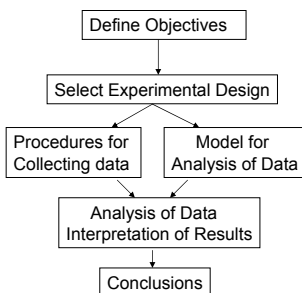 Define Objectives
Select Experimental Design
Procedures for
Collecting data
Model for
Analysis of Data
Analysis of Data
Interpretation of Results
Conclusions